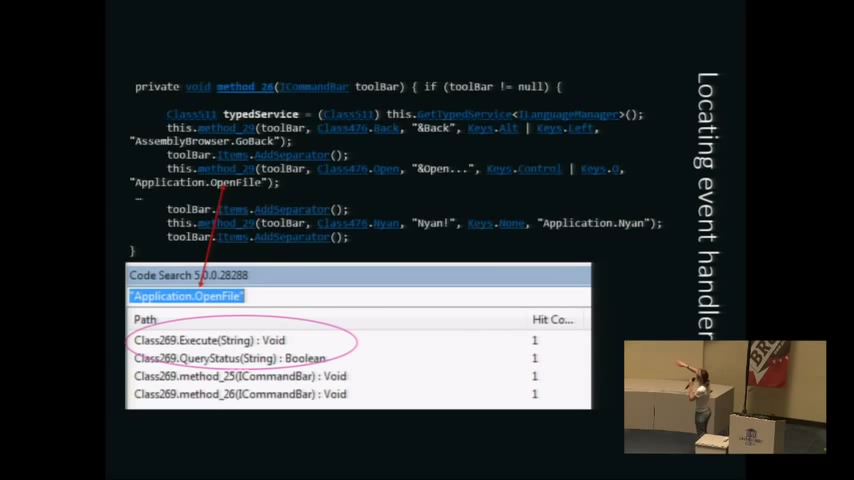 private void method_26(ICommandBar toolBar) { if (toolBar != null) {
Class511 typedService = (Class511) this.GetTypedService<ILanguageManager>();
this.method_29(toolBar, Class476.Back, "&Back", Keys.Alt | Keys.Left,
"AssemblyBrowser.GoBack");
toolBar.Items.AddSeparator();
this.method_29(toolBar, Class476.Open, "&Open...", Keys.Control | Keys.O,
"Application.OpenFile");
…
toolBar.Items.AddSeparator();
this.method_29(toolBar, Class476.Nyan, "Nyan!", Keys.None, "Application.Nyan");
toolBar.Items.AddSeparator();
}
Locating event handler
Code Search 5.0.0.28288
"Application.OpenFile"
Path Hit Co...
Class269.Execute(String) : Void 1
Class269.QueryStatus(String) : Boolean 1
Class269.method_25(ICommandBar) : Void 1
Class269.method_26(ICommandBar) : Void 1